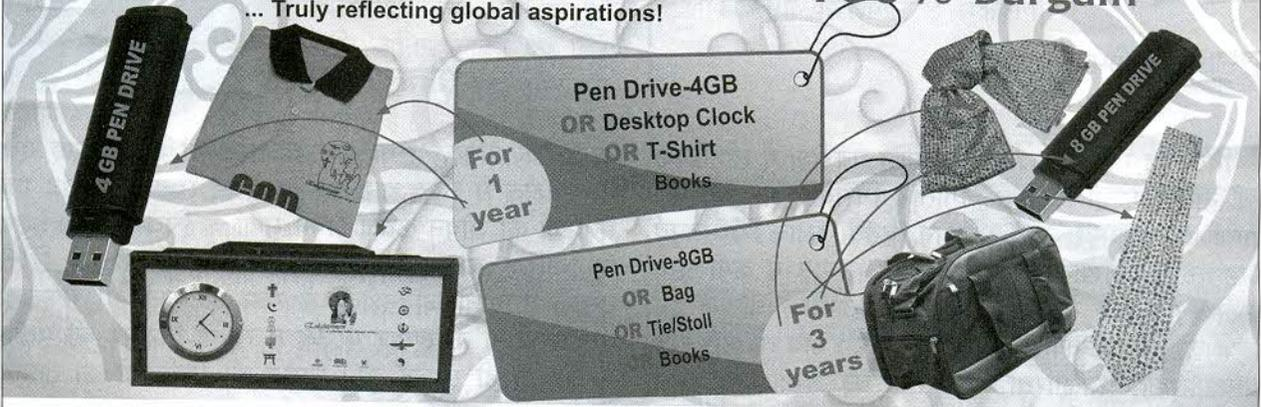 ... Truly reflecting global aspirations!
Bargain
4 GB PEN DRIVE
GOD
Pen Drive-4GB
OR Desktop Clock
OR T-Shirt
Books
For
1
year
8 GB PEN DRIVE
Pen Drive-8GB
OR Bag
OR Tie/Stoll
OR Books
For
3
years